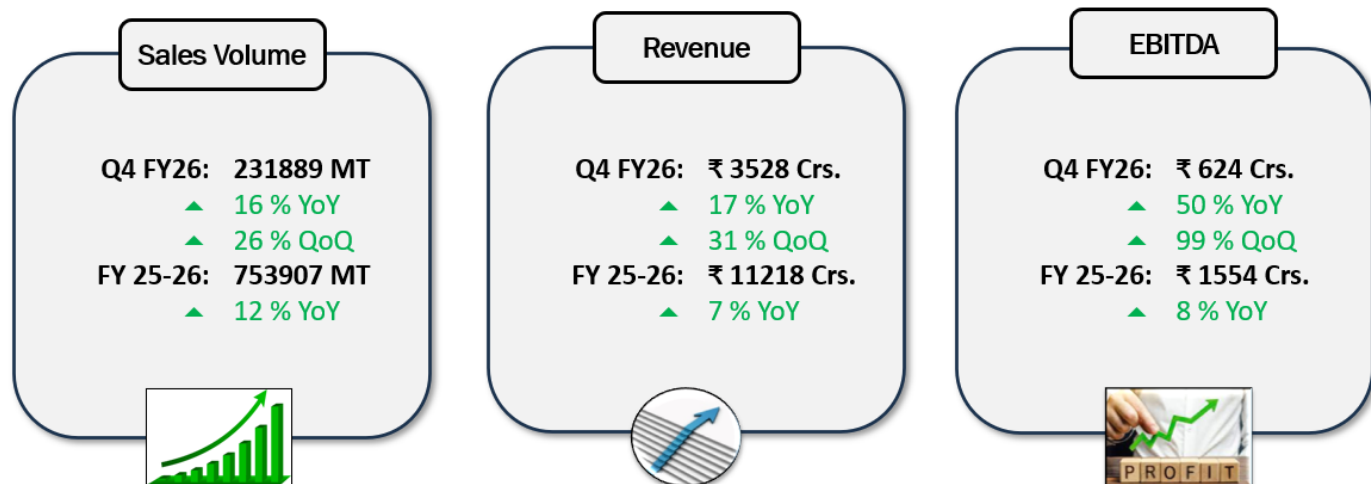 Sales Volume
Q4 FY26: 231889 MT
▲ 16 % YoY
▲ 26 % QoQ
FY 25-26: 753907 MT
▲ 12 % YoY
Revenue
Q4 FY26: ₹ 3528 Crs.
▲ 17 % YoY
▲ 31 % QoQ
FY 25-26: ₹ 11218 Crs.
▲ 7 % YoY
EBITDA
Q4 FY26: ₹ 624 Crs.
▲ 50 % YoY
▲ 99 % QoQ
FY 25-26: ₹ 1554 Crs.
▲ 8 % YoY
PROFIT